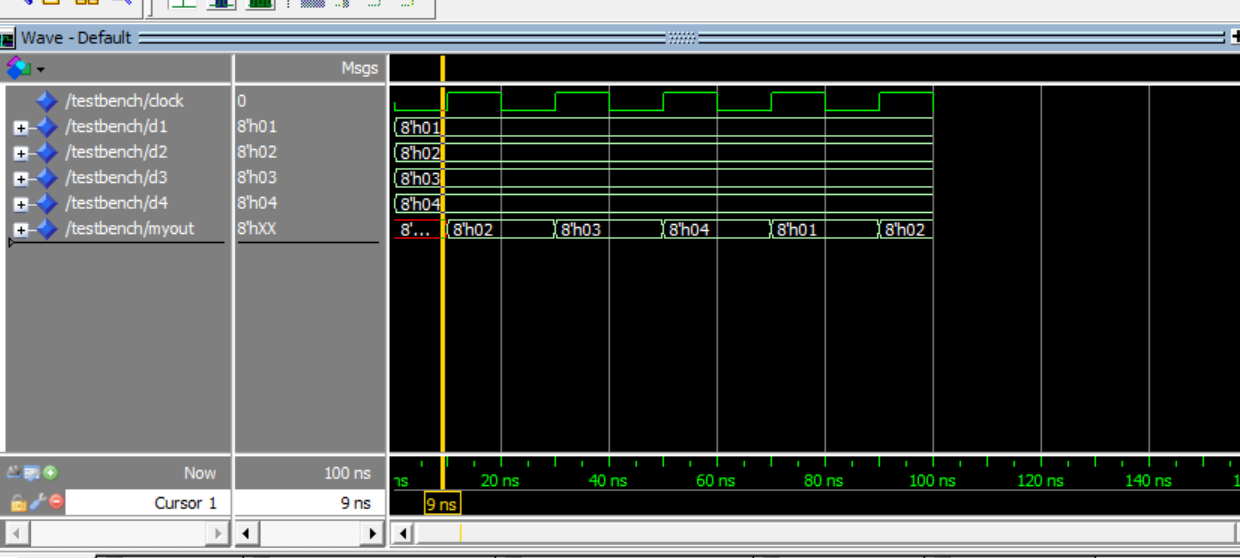 Wave - Default
Msgs
/testbench/clock 0
/testbench/d1 8'h01 8'h01
/testbench/d2 8'h02 8'h02
/testbench/d3 8'h03 8'h03
/testbench/d4 8'h04 8'h04
/testbench/myout 8'hXX 8'... 8'h02 8'h03 8'h04 8'h01 8'h02
Now 100 ns ns 20 ns 40 ns 60 ns 80 ns 100 ns 120 ns 140 ns 1
Cursor 1 9 ns 9 ns